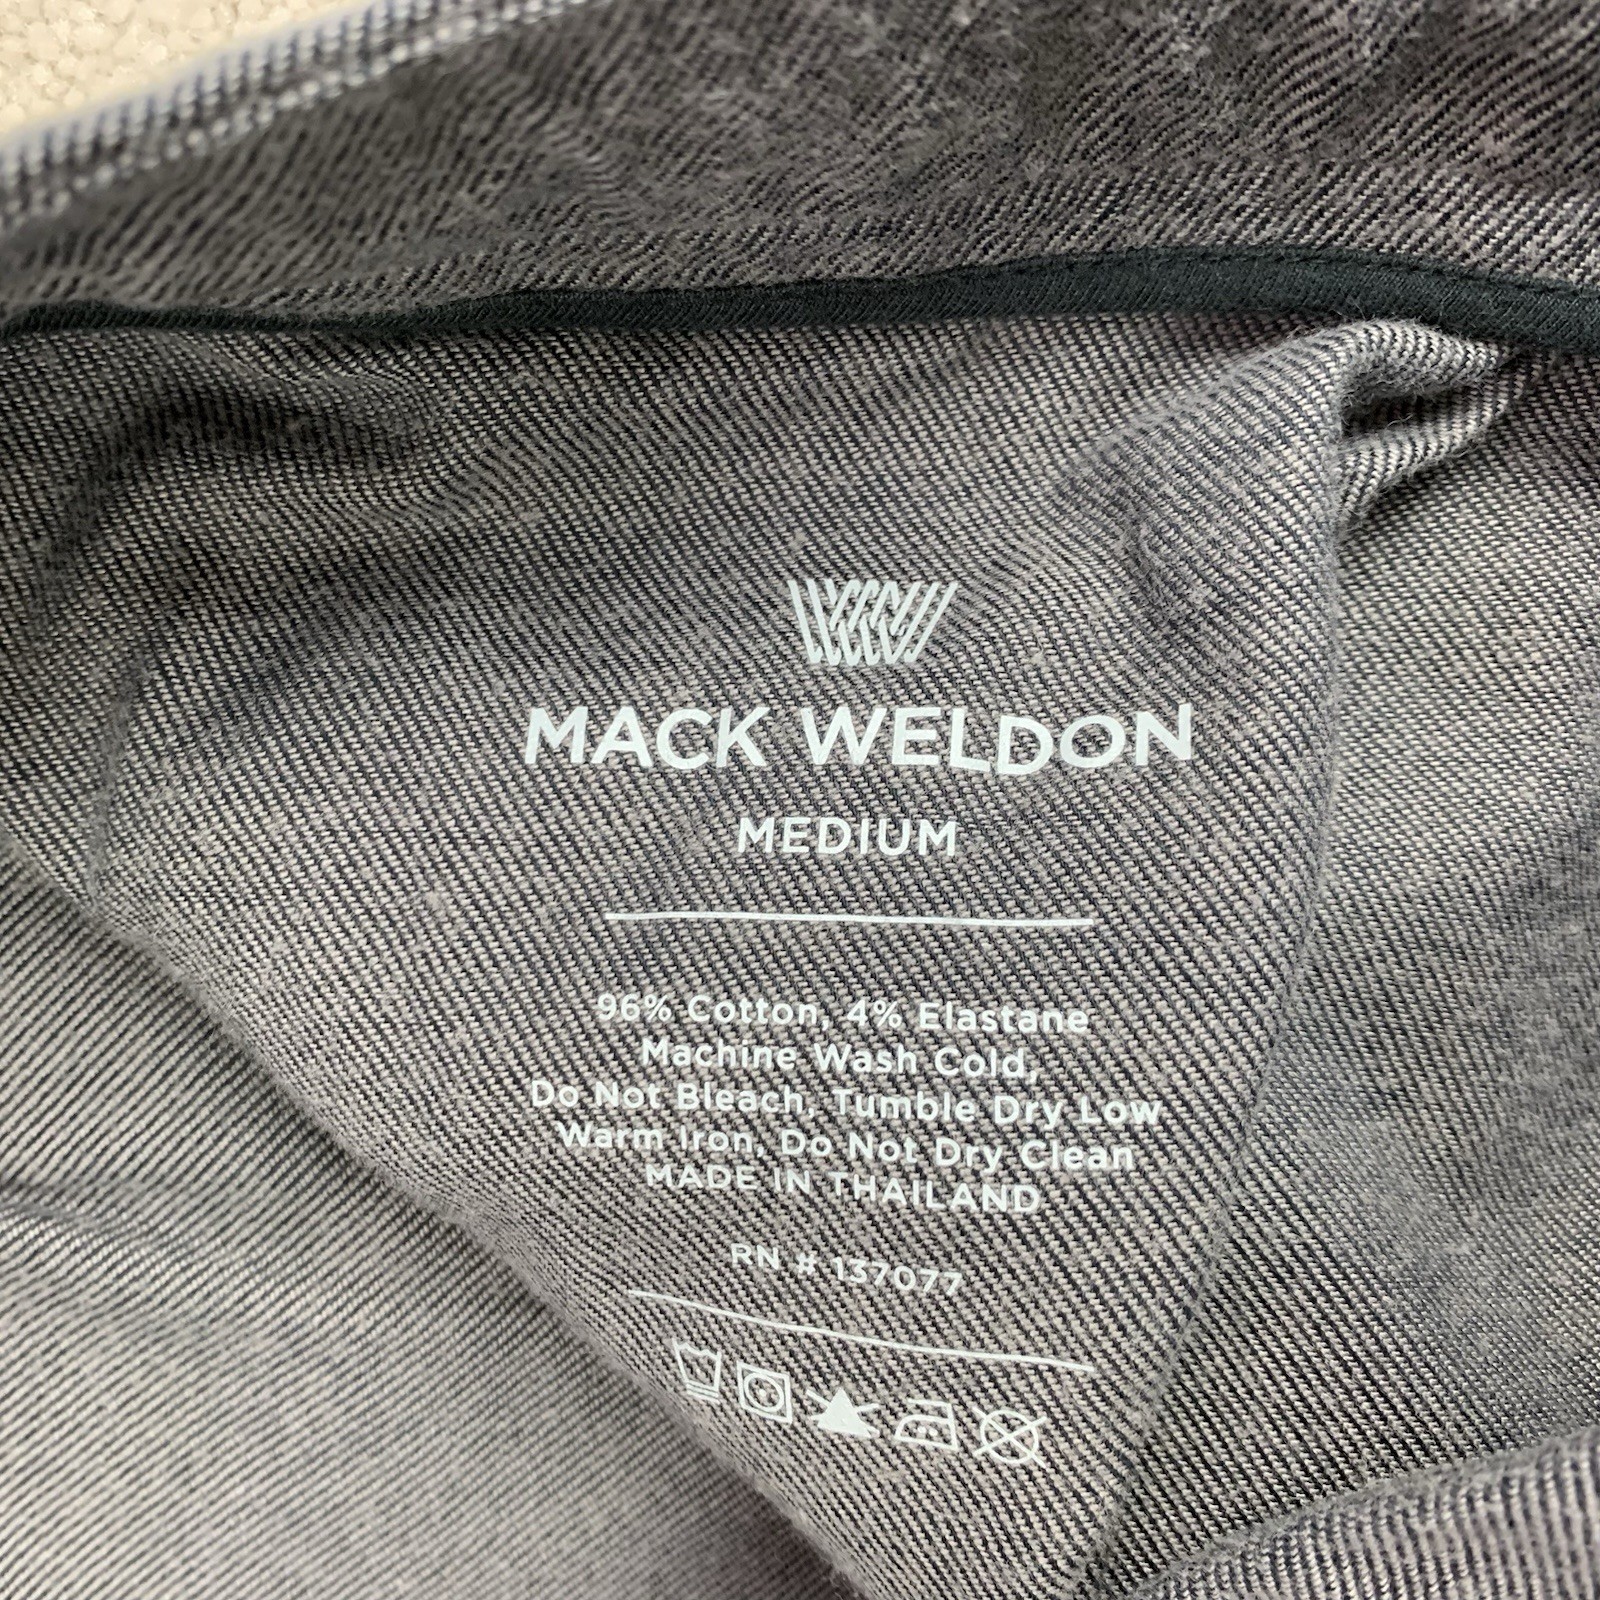 MACK WELDON
MEDIUM
96% Cotton, 4% Elastane
Machine Wash Cold,
Do Not Bleach, Tumble Dry Low
Warm Iron, Do Not Dry Clean
MADE IN THAILAND
RN # 137077